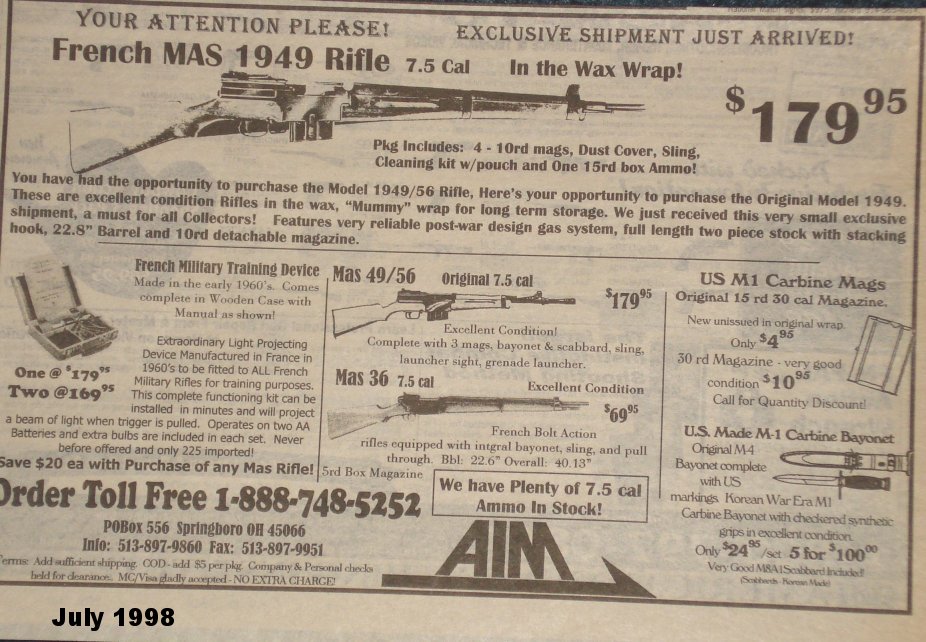 YOUR ATTENTION PLEASE!
EXCLUSIVE SHIPMENT JUST ARRIVED!
French MAS 1949 Rifle 7.5 Cal In the Wax Wrap!
$179 95
Pkg Includes: 4 - 10rd mags, Dust Cover, Sling,
Cleaning kit w/pouch and One 15rd box Ammo!
You have had the opportunity to purchase the Model 1949/56 Rifle, Here's your opportunity to purchase the Original Model 1949.
These are excellent condition Rifles in the wax, "Mummy" wrap for long term storage. We just received this very small exclusive
shipment, a must for all Collectors! Features very reliable post-war design gas system, full length two piece stock with stacking
hook, 22.8" Barrel and 10rd detachable magazine.
French Military Training Device
Made in the early 1960's. Comes
complete in Wooden Case with
Manual as shown!
One @ $179 95
Two @169 95
Extraordinary Light Projecting
Device Manufactured in France in
1960's to be fitted to ALL French
Military Rifles for training purposes.
This complete functioning kit can be
installed in minutes and will project
a beam of light when trigger is pulled. Operates on two AA
Batteries and extra bulbs are included in each set. Never
before offered and only 225 imported!
Save $20 ea with Purchase of any Mas Rifle!
Mas 49/56 Original 7.5 cal
$179 95
Excellent Condition!
Complete with 3 mags, bayonet & scabbard, sling,
launcher sight, grenade launcher.
Mas 36 7.5 cal
Excellent Condition
$69 95
French Bolt Action
rifles equipped with intgral bayonet, sling, and pull
through. Bbl: 22.6" Overall: 40.13"
5rd Box Magazine
US M1 Carbine Mags
Original 15 rd 30 cal Magazine.
New unissued in original wrap.
Only $4 95
30 rd Magazine - very good
condition $10 95
Call for Quantity Discount!
U.S. Made M-1 Carbine Bayonet
Original M-4
Bayonet complete
with US
markings. Korean War Era M1
Carbine Bayonet with checkered synthetic
grips in excellent condition.
Only $24 95/set 5 for $100 00
Very Good M8A1 Scabbard Included!
(Scabbards - Korean Made)
Order Toll Free 1-888-748-5252
POBox 556 Springboro OH 45066
Info: 513-897-9860 Fax: 513-897-9951
Terms: Add sufficient shipping. COD - add $5 per pkg. Company & Personal checks
held for clearance. MC/Visa gladly accepted - NO EXTRA CHARGE!
We have Plenty of 7.5 cal
Ammo In Stock!
AIM
July 1998